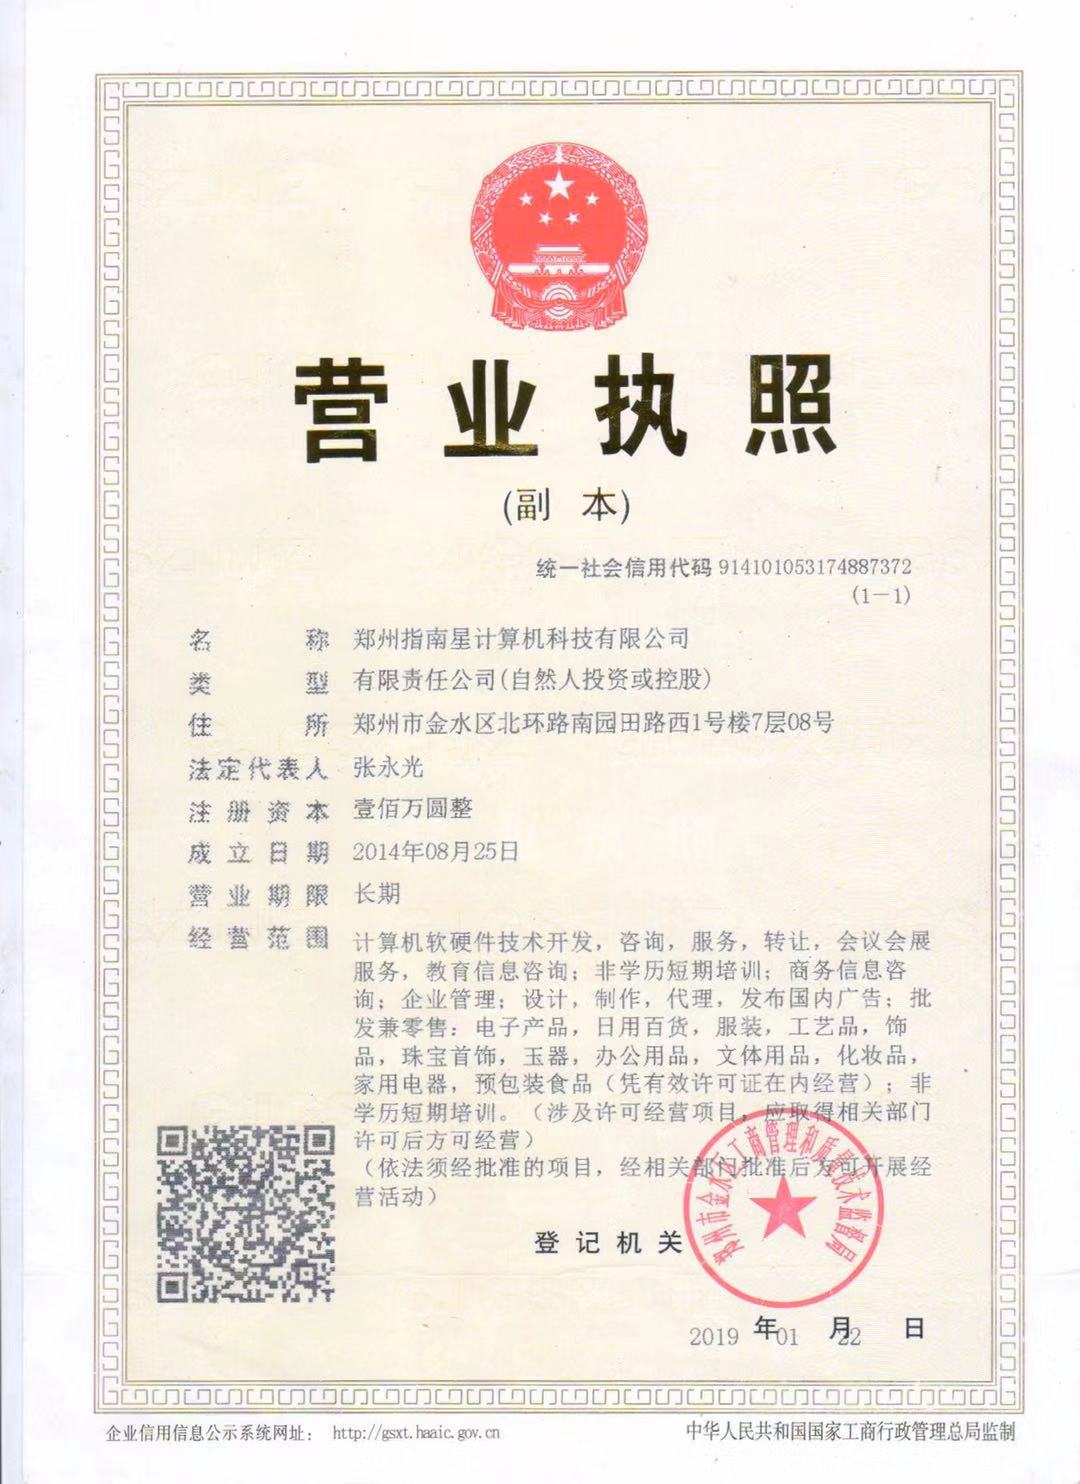 营业执照
(副 本)
统一社会信用代码 914101053174887372
(1-1)
名称 郑州指南星计算机科技有限公司
类型 有限责任公司(自然人投资或控股)
住所 郑州市金水区北环路南园田路西1号楼7层08号
法定代表人 张永光
注册资本 壹佰万圆整
成立日期 2014年08月25日
营业期限 长期
经营范围 计算机软硬件技术开发，咨询，服务，转让，会议会展
服务，教育信息咨询；非学历短期培训；商务信息咨
询；企业管理；设计，制作，代理，发布国内广告；批
发兼零售：电子产品，日用百货，服装，工艺品，饰
品，珠宝首饰，玉器，办公用品，文体用品，化妆品，
家用电器，预包装食品（凭有效许可证在内经营）；非
学历短期培训。（涉及许可经营项目，应取得相关部门
许可后方可经营）
（依法须经批准的项目，经相关部门批准后方可开展经
营活动）
登记机关
郑州市金水区工商管理和质量技术监督局
2019 年 01 月 22 日
企业信用信息公示系统网址： http://gsxt.haaic.gov.cn
中华人民共和国国家工商行政管理总局监制